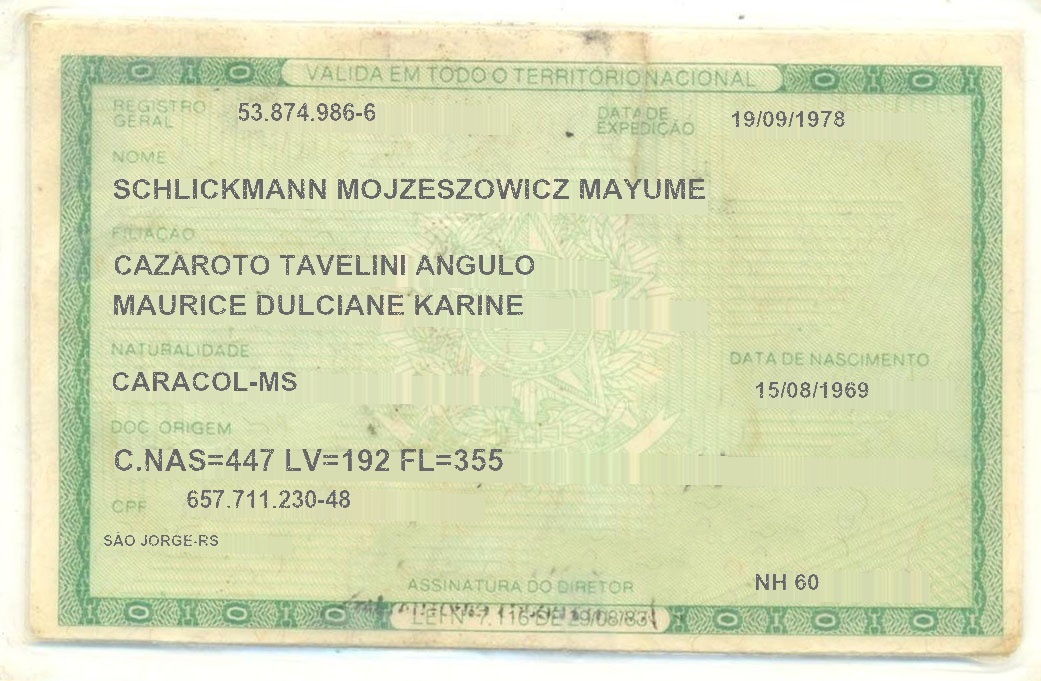 VÁLIDA EM TODO O TERRITÓRIO NACIONAL
REGISTRO GERAL 53.874.986-6 DATA DE EXPEDIÇÃO 19/09/1978
NOME
SCHLICKMANN MOJZESZOWICZ MAYUME
FILIAÇÃO
CAZAROTO TAVELINI ANGULO
MAURICE DULCIANE KARINE
NATURALIDADE DATA DE NASCIMENTO
CARACOL-MS 15/08/1969
DOC ORIGEM
C.NAS=447 LV=192 FL=355
CPF 657.711.230-48
SÃO JORGE-RS
ASSINATURA DO DIRETOR NH 60
LEI Nº 7.116 DE 29/08/83